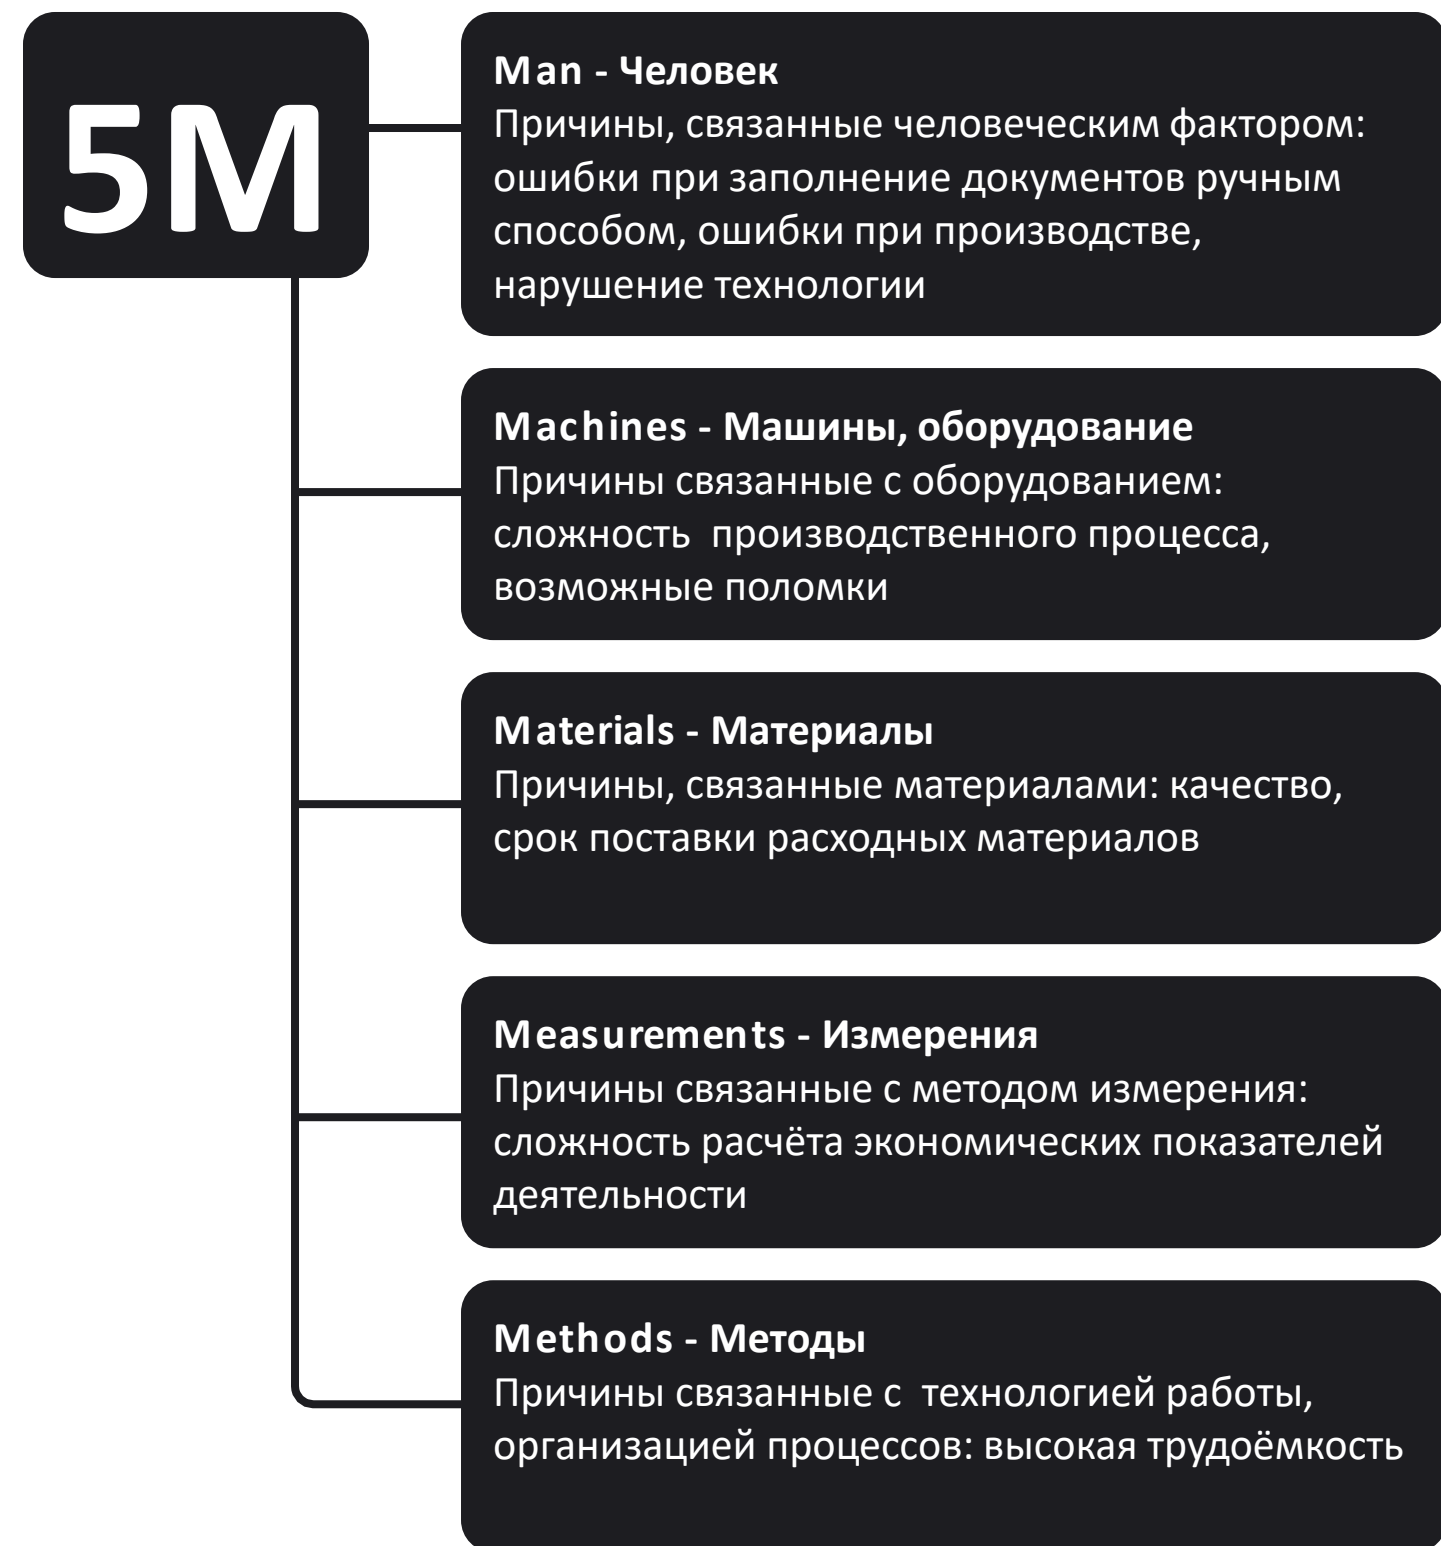 5M
Man - Человек
Причины, связанные человеческим фактором:
ошибки при заполнение документов ручным
способом, ошибки при производстве,
нарушение технологии
Machines - Машины, оборудование
Причины связанные с оборудованием:
сложность  производственного процесса,
возможные поломки
Materials - Материалы
Причины, связанные материалами: качество,
срок поставки расходных материалов
Measurements - Измерения
Причины связанные с методом измерения:
сложность расчёта экономических показателей
деятельности
Methods - Методы
Причины связанные с  технологией работы,
организацией процессов: высокая трудоёмкость